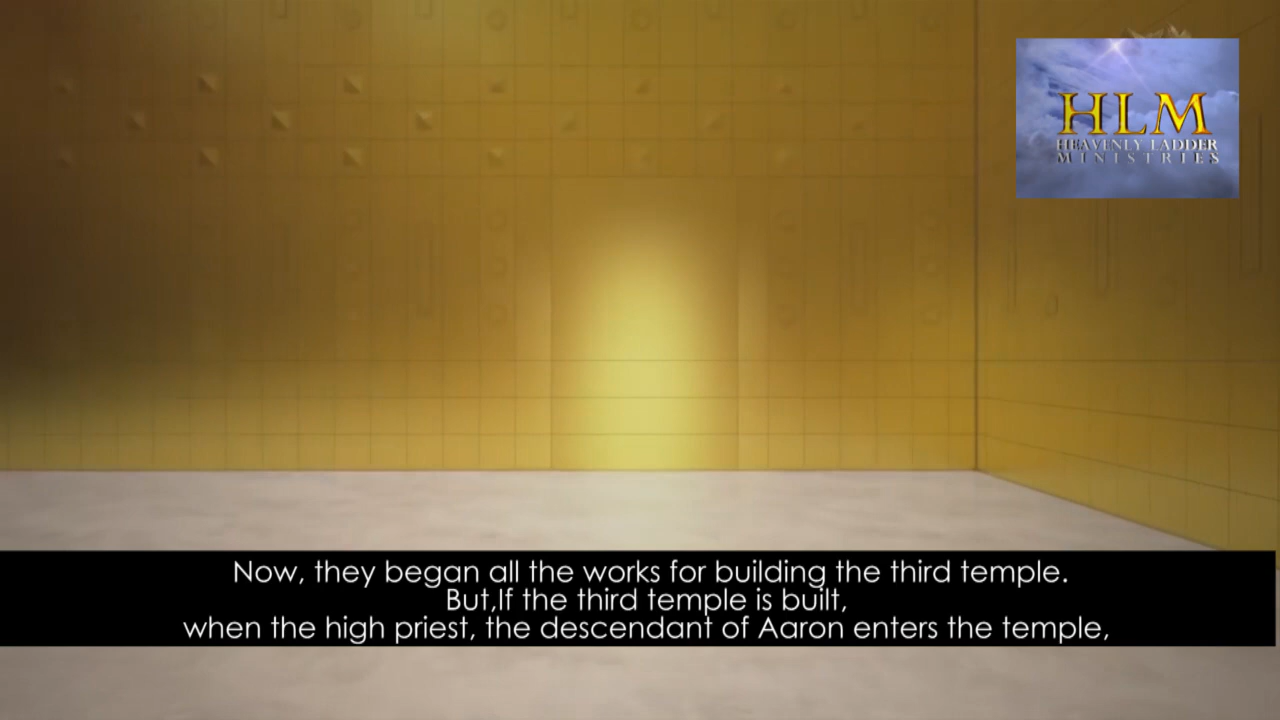 HLM
HEAVENLY LADDER
MINISTRIES
Now, they began all the works for building the third temple.
But,If the third temple is built,
when the high priest, the descendant of Aaron enters the temple,